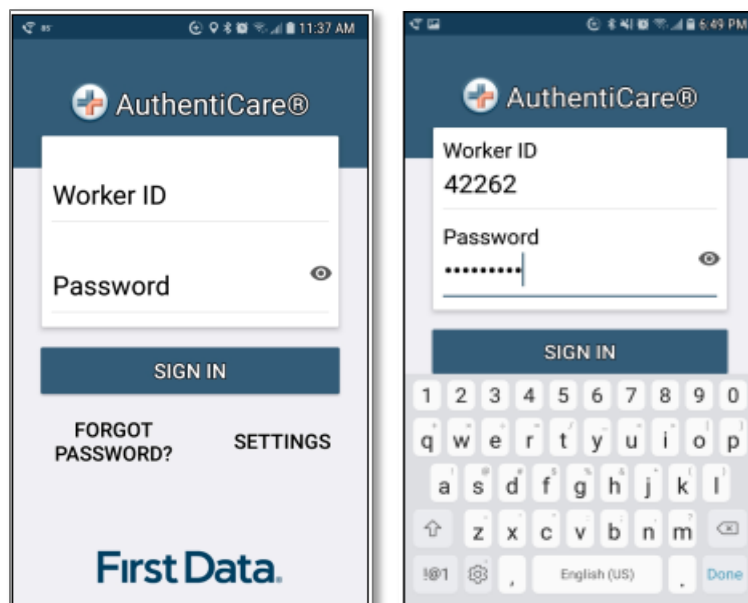 85° 11:37 AM
AuthentiCare®
Worker ID
Password
SIGN IN
FORGOT
PASSWORD?
SETTINGS
First Data.
6:49 PM
AuthentiCare®
Worker ID
42262
Password
•••••••••
SIGN IN
1 2 3 4 5 6 7 8 9 0
q w e r t y u i o p
a s d f g h j k l
z x c v b n m
!@1 , English (US) . Done